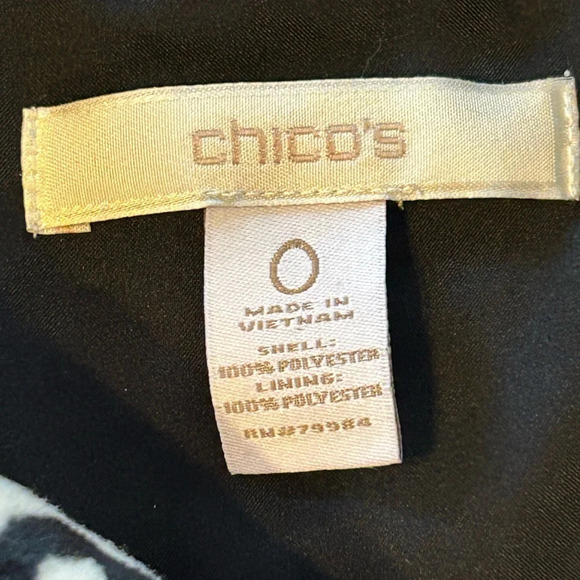 chico's
0
MADE IN
VIETNAM
SHELL:
100% POLYESTER
LINING:
100% POLYESTER
RN#79984